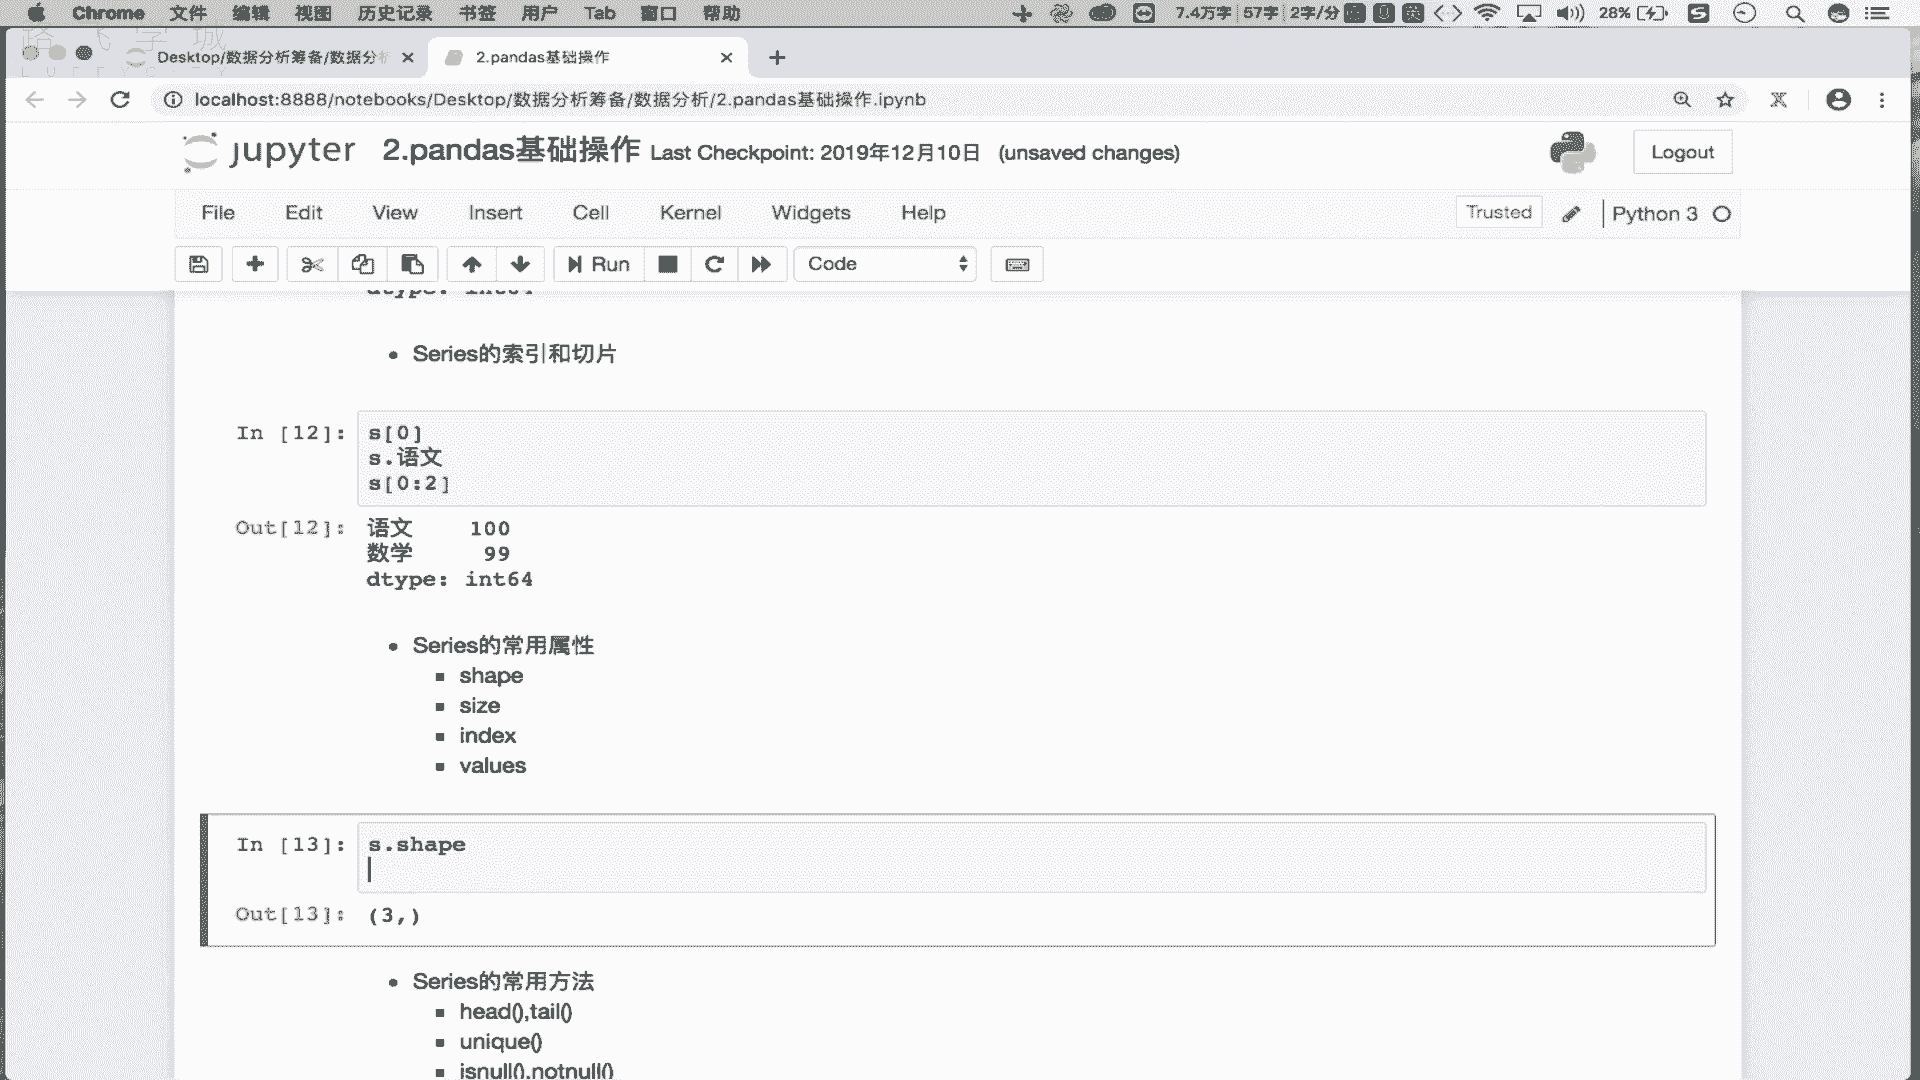 Chrome 文件 编辑 视图 历史记录 书签 用户 Tab 窗口 帮助 7.4万字 57字 2字/分 28%
Desktop/数据分析筹备/数据分析 2.pandas基础操作
localhost:8888/notebooks/Desktop/数据分析筹备/数据分析/2.pandas基础操作.ipynb
jupyter 2.pandas基础操作 Last Checkpoint: 2019年12月10日 (unsaved changes) Logout
File Edit View Insert Cell Kernel Widgets Help Trusted Python 3
Run Code
dtype: int64
Series的索引和切片
In [12]: s[0]
s.语文
s[0:2]
Out[12]: 语文 100
数学 99
dtype: int64
Series的常用属性
shape
size
index
values
In [13]: s.shape
Out[13]: (3,)
Series的常用方法
head(),tail()
unique()
isnull(),notnull()